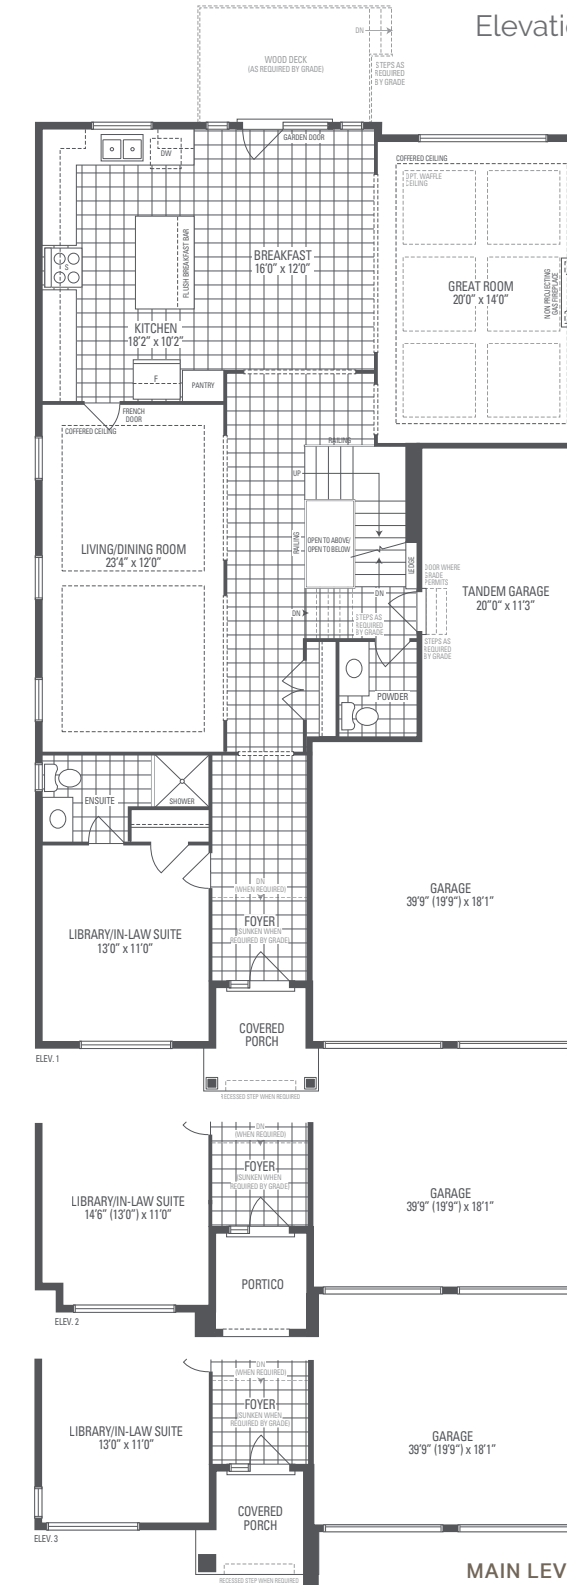 Elevatio
DN
WOOD DECK
(AS REQUIRED BY GRADE)
STEPS AS
REQUIRED
BY GRADE
GARDEN DOOR
DW
COFFERED CEILING
OPT. WAFFLE
CEILING
FLUSH BREAKFAST BAR
BREAKFAST
16'0" x 12'0"
S
GREAT ROOM
20'0" x 14'0"
NON PROJECTING
GAS FIREPLACE
KITCHEN
18'2" x 10'2"
F
PANTRY
FRENCH
DOOR
COFFERED CEILING
RAILING
UP
RAILING
OPEN TO ABOVE/
OPEN TO BELOW
LIVING/DINING ROOM
23'4" x 12'0"
LEDGE
DOOR WHERE
GRADE
PERMITS
TANDEM GARAGE
20'0" x 11'3"
DN
DN
STEPS AS
REQUIRED
BY GRADE
STEPS AS
REQUIRED
BY GRADE
POWDER
ENSUITE
SHOWER
DN
(WHEN REQUIRED)
GARAGE
39'9" (19'9") x 18'1"
FOYER
(SUNKEN WHEN
REQUIRED BY GRADE)
LIBRARY/IN-LAW SUITE
13'0" x 11'0"
COVERED
PORCH
ELEV. 1
RECESSED STEP WHEN REQUIRED
DN
(WHEN REQUIRED)
FOYER
(SUNKEN WHEN
REQUIRED BY GRADE)
LIBRARY/IN-LAW SUITE
14'6" (13'0") x 11'0"
GARAGE
39'9" (19'9") x 18'1"
PORTICO
ELEV. 2
DN
(WHEN REQUIRED)
FOYER
(SUNKEN WHEN
REQUIRED BY GRADE)
LIBRARY/IN-LAW SUITE
13'0" x 11'0"
GARAGE
39'9" (19'9") x 18'1"
COVERED
PORCH
ELEV. 3
RECESSED STEP WHEN REQUIRED
MAIN LEV